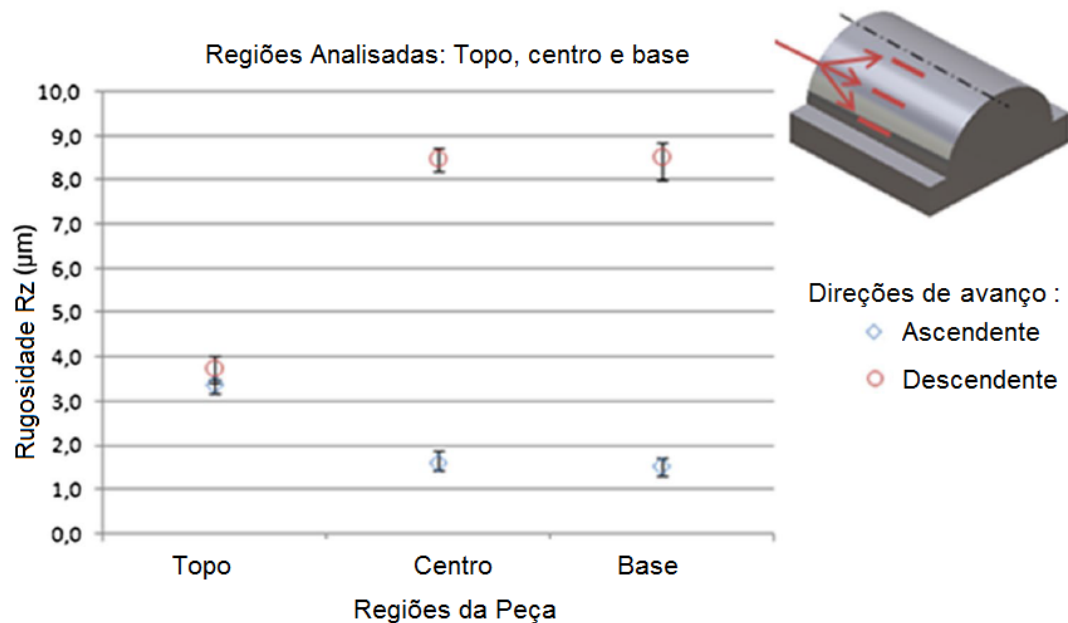 Regiões Analisadas: Topo, centro e base
10,0
9,0
8,0
7,0
6,0
5,0
4,0
3,0
2,0
1,0
0,0
Rugosidade Rz (µm)
Topo
Centro
Base
Regiões da Peça
Direções de avanço :
Ascendente
Descendente